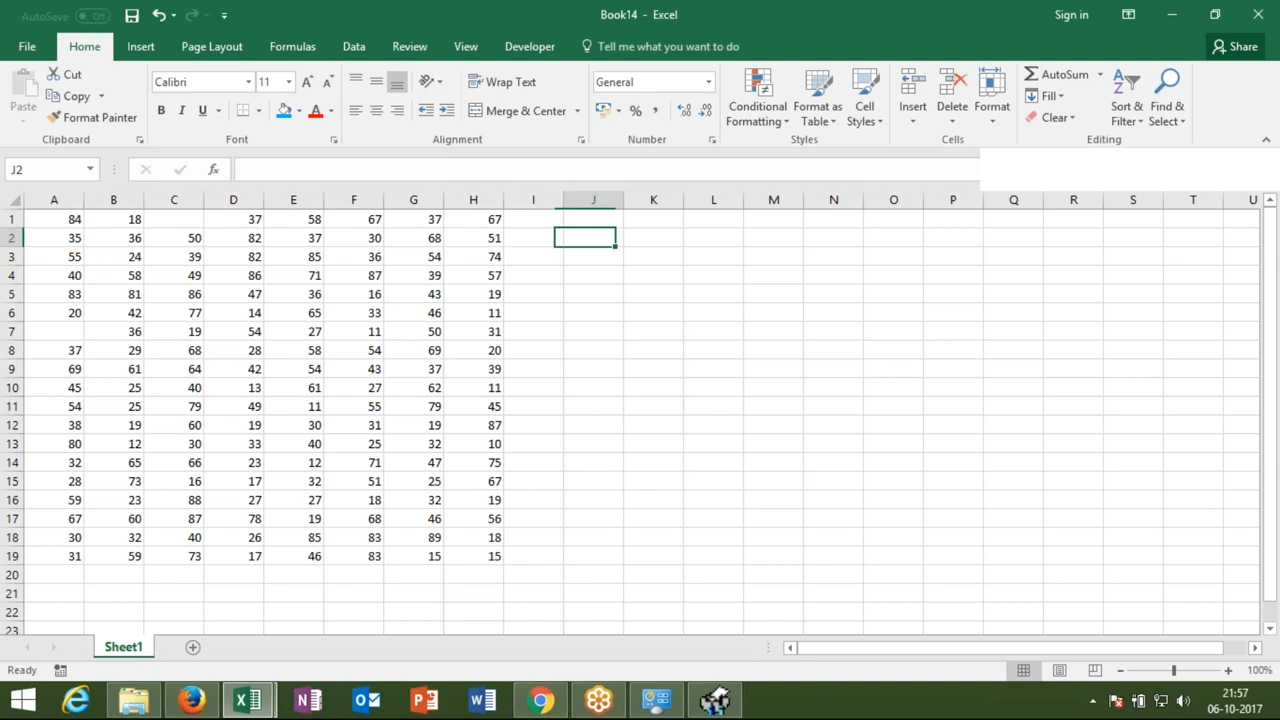 AutoSave Off
Book14 - Excel
Sign in
File Home Insert Page Layout Formulas Data Review View Developer Tell me what you want to do Share
Paste
Cut
Copy
Format Painter
Clipboard
Calibri 11
B I U
Font
Wrap Text
Merge & Center
Alignment
General
%
Number
Conditional Formatting
Format as Table
Cell Styles
Styles
Insert
Delete
Format
Cells
AutoSum
Fill
Clear
Sort & Filter
Find & Select
Editing
J2
fx
A B C D E F G H I J K L M N O P Q R S T U
1 84 18 37 58 67 37 67
2 35 36 50 82 37 30 68 51
3 55 24 39 82 85 36 54 74
4 40 58 49 86 71 87 39 57
5 83 81 86 47 36 16 43 19
6 20 42 77 14 65 33 46 11
7 36 19 54 27 11 50 31
8 37 29 68 28 58 54 69 20
9 69 61 64 42 54 43 37 39
10 45 25 40 13 61 27 62 11
11 54 25 79 49 11 55 79 45
12 38 19 60 19 30 31 19 87
13 80 12 30 33 40 25 32 10
14 32 65 66 23 12 71 47 75
15 28 73 16 17 32 51 25 67
16 59 23 88 27 27 18 32 19
17 67 60 87 78 19 68 46 56
18 30 32 40 26 85 83 89 18
19 31 59 73 17 46 83 15 15
20
21
22
23
Sheet1
Ready
100%
21:57
06-10-2017